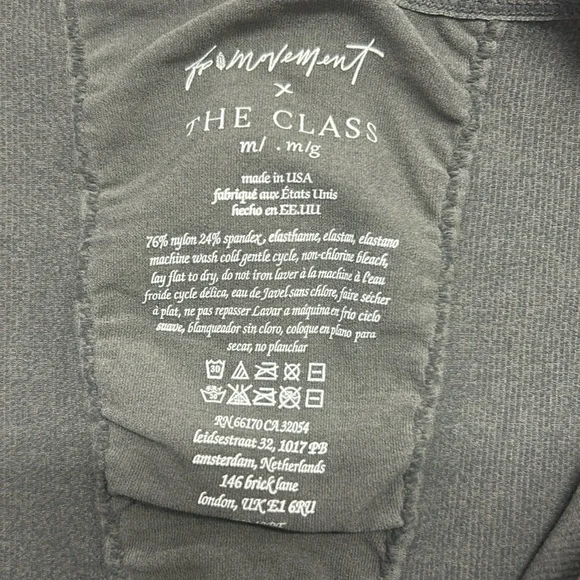 fp movement
x
THE CLASS
m/ . m/g
made in USA
fabriqué aux États Unis
hecho en EE.UU
76% nylon 24% spandex, elasthanne, elastan, elastano
machine wash cold gentle cycle, non-chlorine bleach,
lay flat to dry, do not iron laver à la machine à l'eau
froide cycle délica, eau de Javel sans chlore, faire sécher
à plat, ne pas repasser Lavar a máquina en frio ciclo
suave, blanqueador sin cloro, coloque en plano para
secar, no planchar
30
RN 66170 CA 32054
leidsestraat 32, 1017 PB
amsterdam, Netherlands
146 brick lane
london, UK E1 6RU